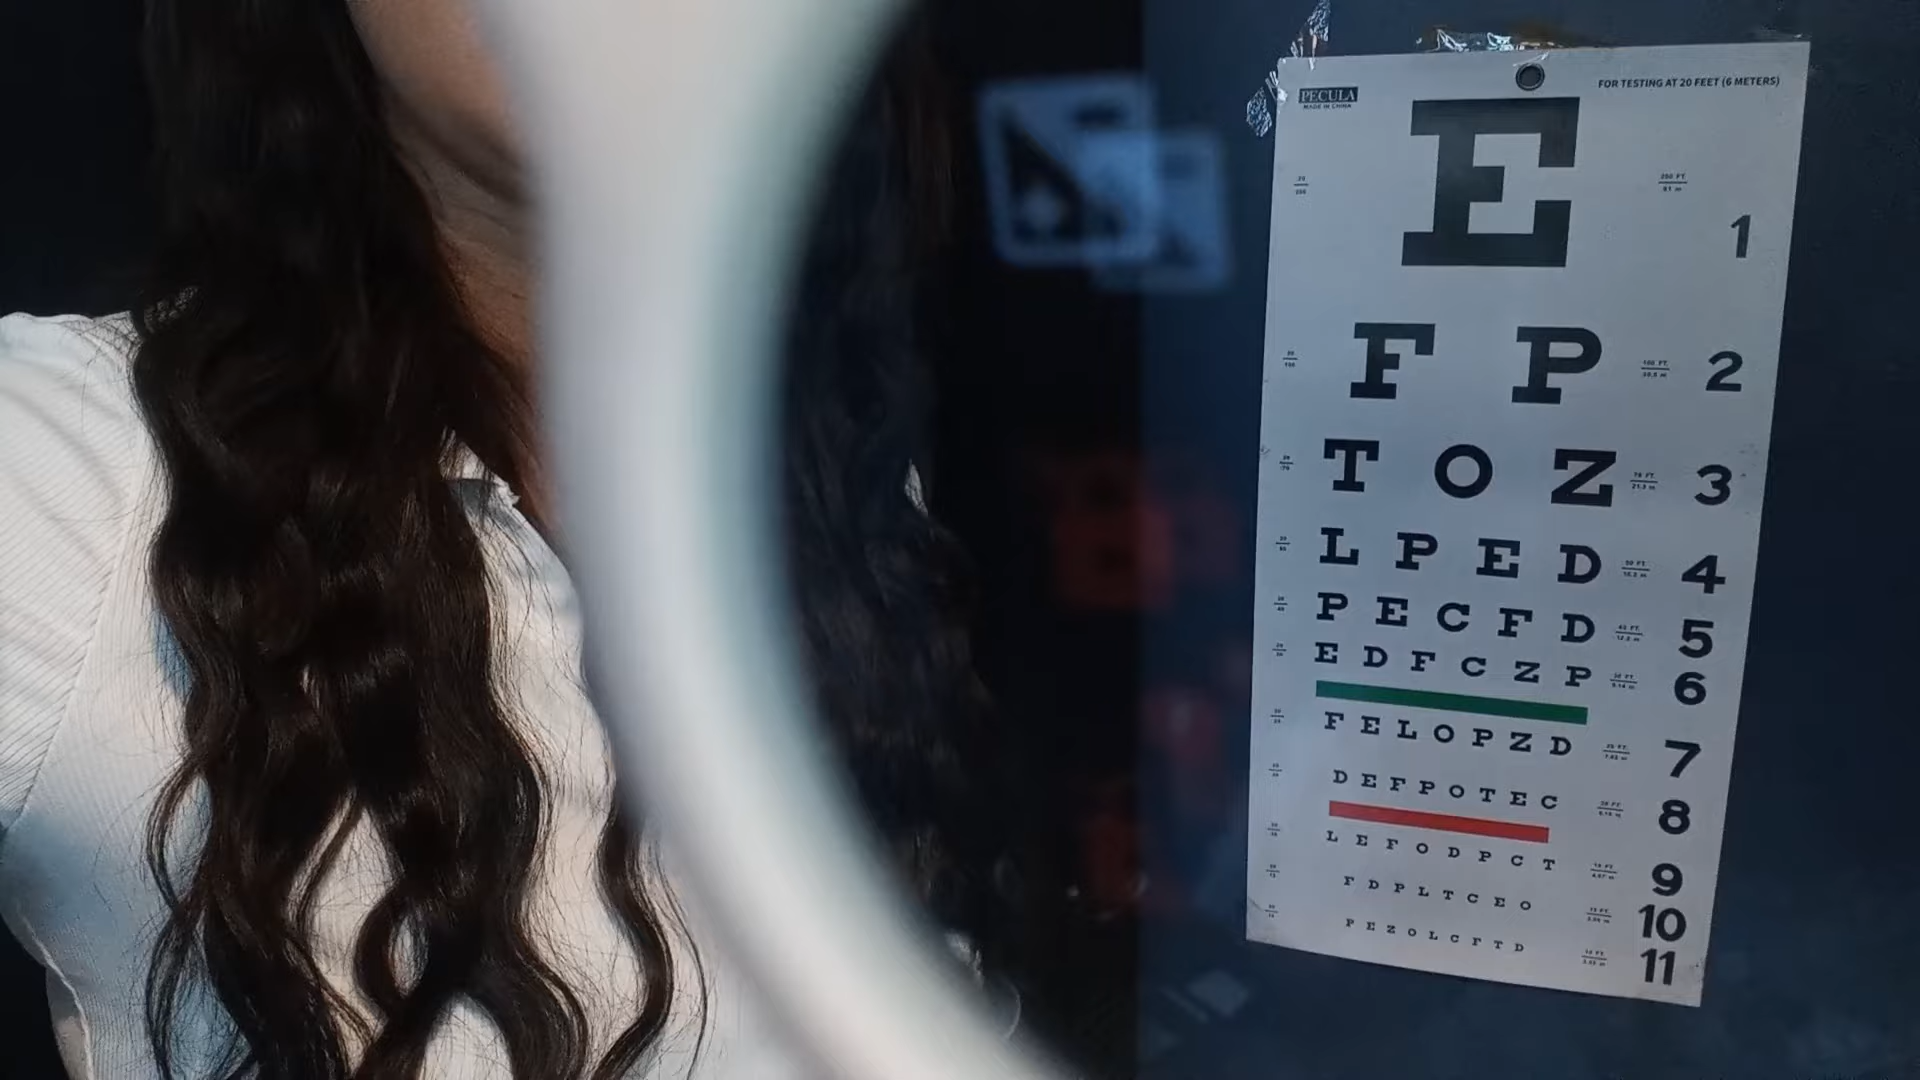 PECULA
MADE IN CHINA
FOR TESTING AT 20 FEET (6 METERS)
E 1
F P 2
T O Z 3
L P E D 4
P E C F D 5
E D F C Z P 6
F E L O P Z D 7
D E F P O T E C 8
L E F O D P C T 9
F D P L T C E O 10
P E Z O L C F T D 11